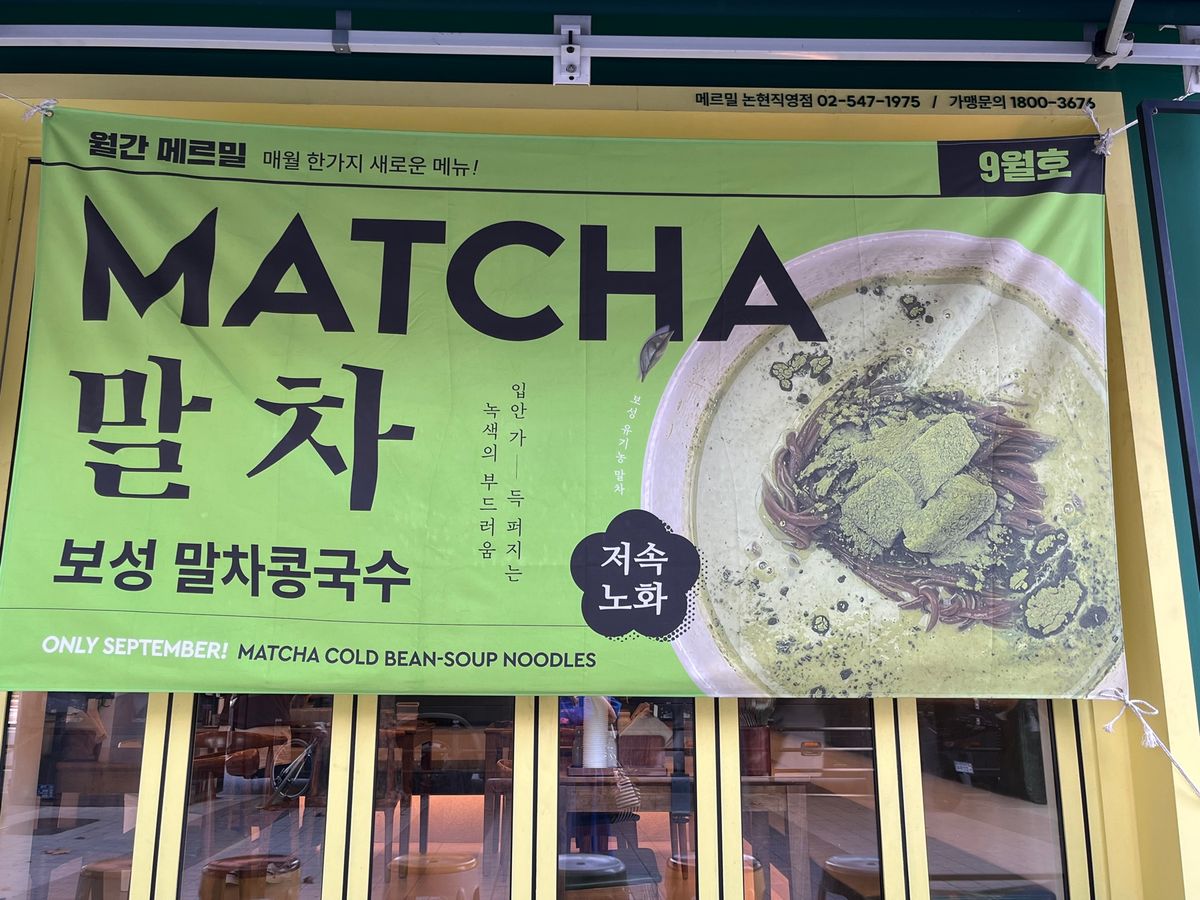 메르밀 논현직영점 02-547-1975 / 가맹문의 1800-3676
월간 메르밀 매월 한가지 새로운 메뉴!
9월호
MATCHA
말차
입안 가—득 퍼지는
녹색의 부드러움
보성 유기농 말차
보성 말차콩국수
저속
노화
ONLY SEPTEMBER! MATCHA COLD BEAN-SOUP NOODLES